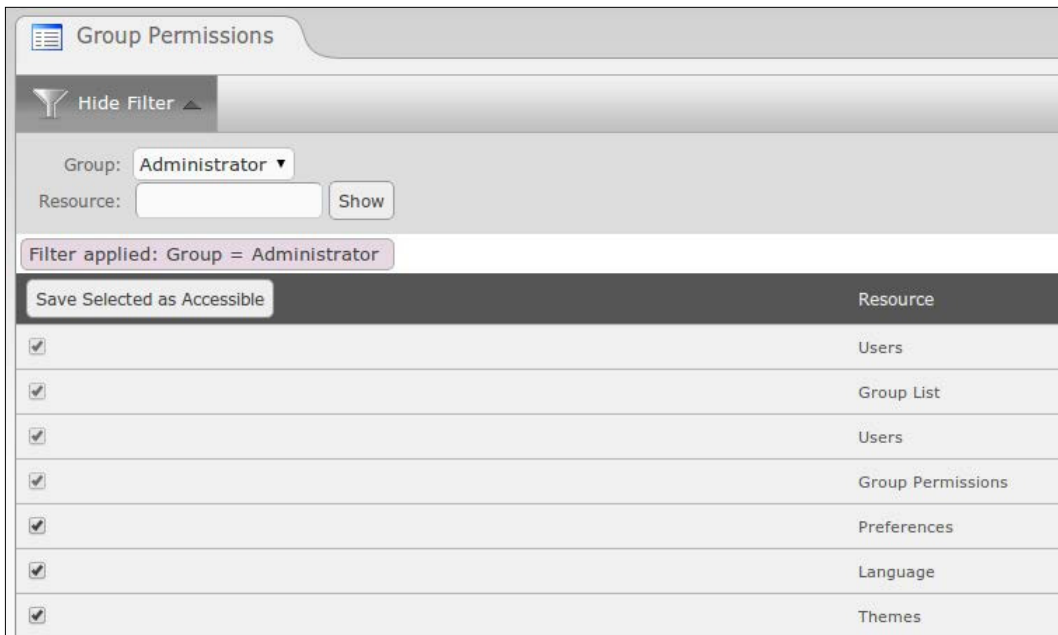 Group Permissions
Hide Filter
Group: Administrator
Resource: Show
Filter applied: Group = Administrator
Save Selected as Accessible Resource
Users
Group List
Users
Group Permissions
Preferences
Language
Themes